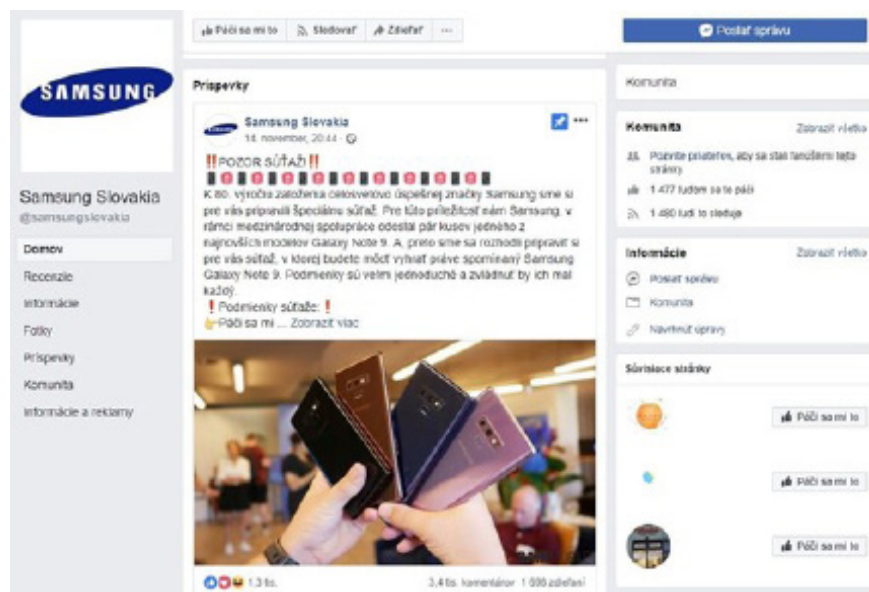 SAMSUNG
Samsung Slovakia
@samsungslovakia
Domov
Recenzie
Informácie
Fotky
Príspevky
Komunita
Informácie a reklamy
Páči sa mi to
Sledovať
Zdieľať
Príspevky
Samsung Slovakia
14. november, 20:44
!!POZOR SÚŤAŽ!!
K 80. výročiu založenia celosvetovo úspešnej značky Samsung sme si
pre vás pripravili špeciálnu súťaž. Pre túto príležitosť nám Samsung, v
rámci medzinárodnej spolupráce odoslal pár kusov jedného z
najnovších modelov Galaxy Note 9. A, preto sme sa rozhodli pripraviť si
pre vás súťaž, v ktorej budete môcť vyhrať práve spomínaný Samsung
Galaxy Note 9. Podmienky sú veľmi jednoduché a zvládnuť by ich mal
každý.
! Podmienky súťaže: !
Páči sa mi ... Zobraziť viac
1,3 tis.
3,4 tis. komentárov 1 698 zdieľaní
Poslať správu
Komunita
Komunita
Zobraziť všetko
Pozvite priateľov, aby sa stali fanúšikmi tejto
stránky
1 477 ľuďom sa to páči
1 480 ľudí to sleduje
Informácie
Zobraziť všetko
Poslať správu
Komunita
Navrhnúť úpravy
Súvisiace stránky
Páči sa mi to
Páči sa mi to
Páči sa mi to